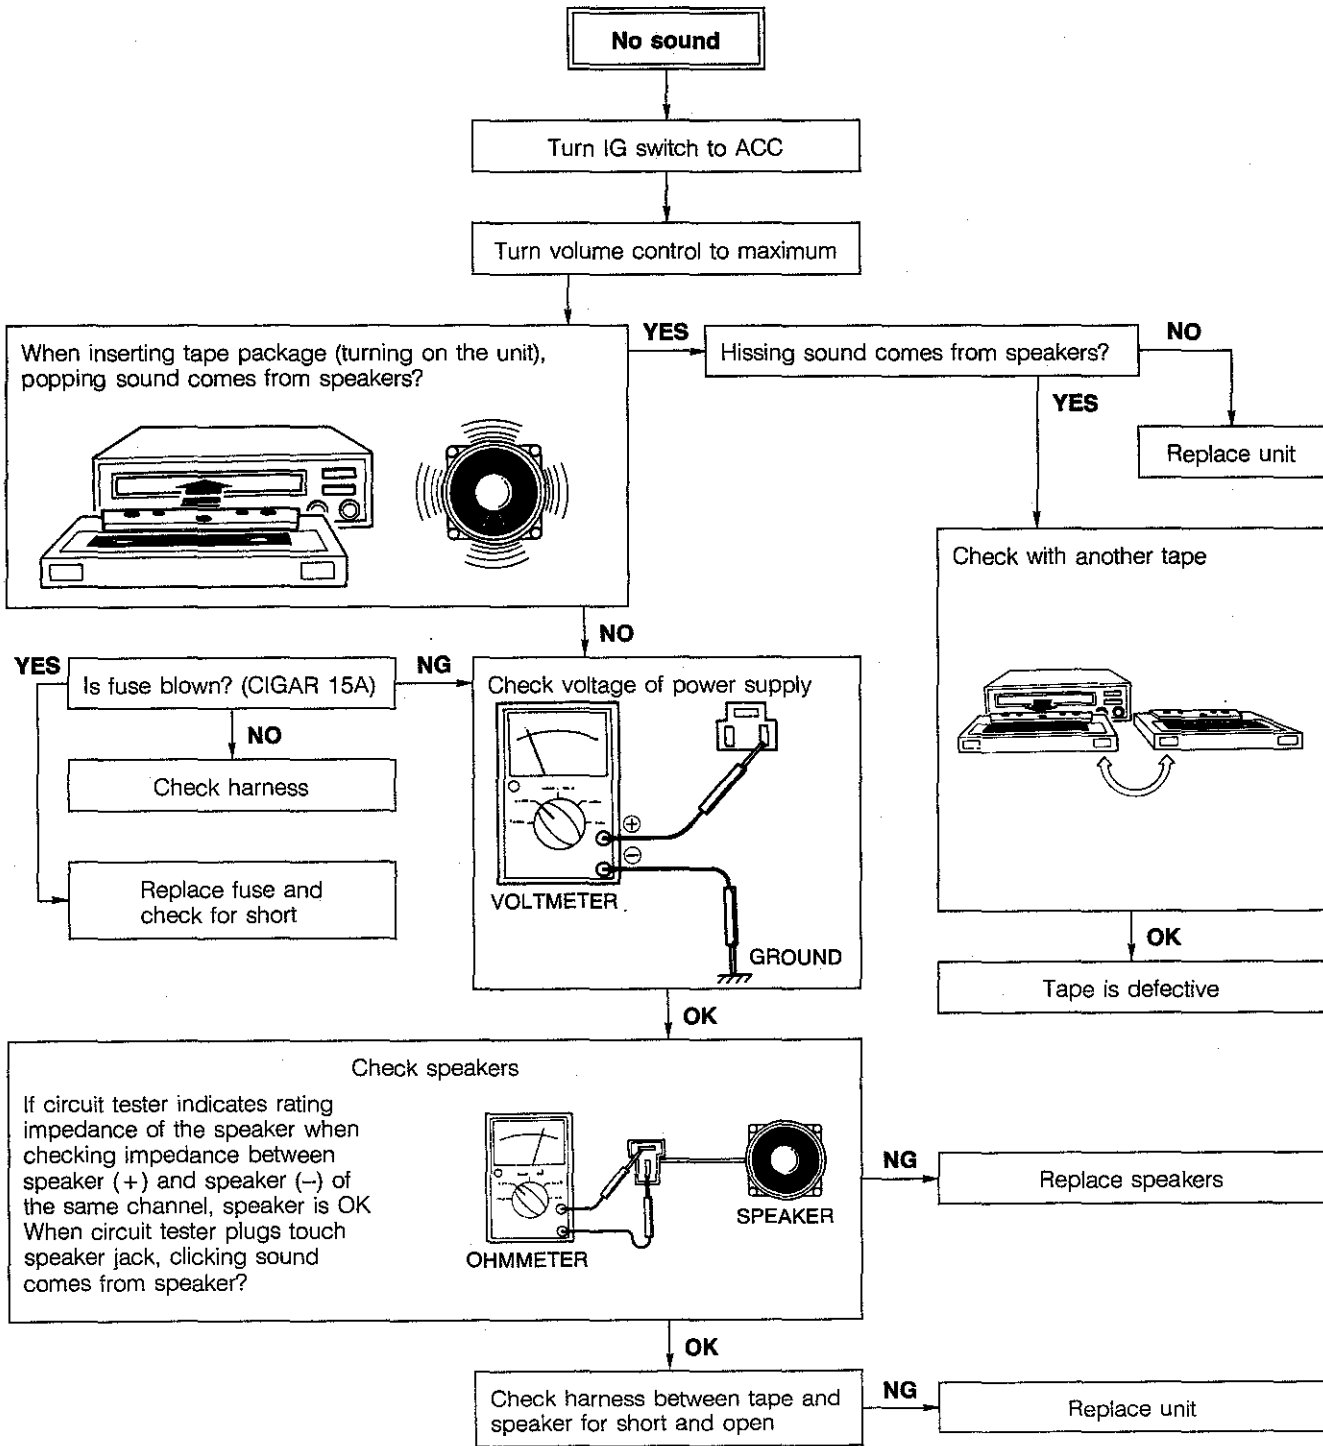 No sound
Turn IG switch to ACC
Turn volume control to maximum
When inserting tape package (turning on the unit),
popping sound comes from speakers?
YES
Hissing sound comes from speakers?
NO
YES
Replace unit
Check with another tape
NO
YES
Is fuse blown? (CIGAR 15A)
NG
Check voltage of power supply
NO
Check harness
Replace fuse and
check for short
+
−
VOLTMETER
GROUND
OK
Tape is defective
OK
Check speakers
If circuit tester indicates rating
impedance of the speaker when
checking impedance between
speaker (+) and speaker (–) of
the same channel, speaker is OK
When circuit tester plugs touch
speaker jack, clicking sound
comes from speaker?
OHMMETER
SPEAKER
NG
Replace speakers
OK
Check harness between tape and
speaker for short and open
NG
Replace unit